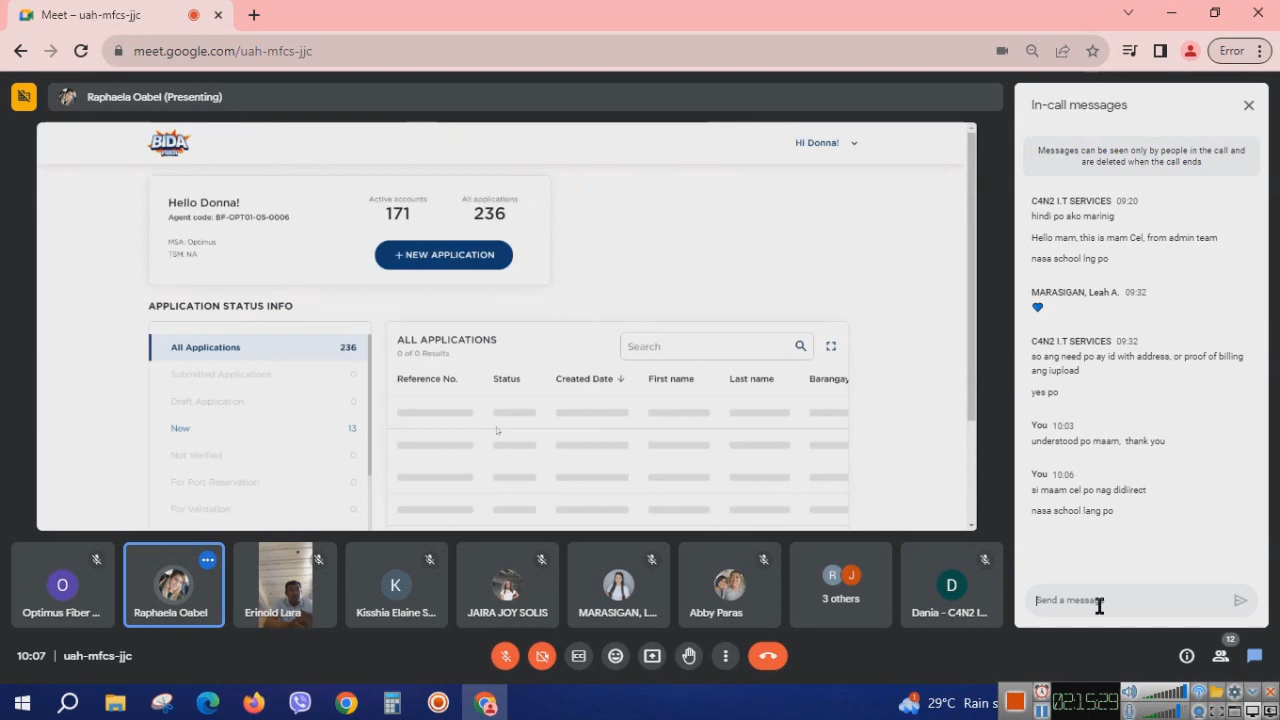 Meet – uah-mfcs-jjc
meet.google.com/uah-mfcs-jjc
Error
Raphaela Oabel (Presenting)
BIDA
Hi Donna!
Hello Donna!
Agent code: BF-OPT01-05-0006
MSA: Optimus
TSM: NA
Active accounts
171
All applications
236
+ NEW APPLICATION
APPLICATION STATUS INFO
All Applications 236
Submitted Applications 0
Draft Application 0
New 13
Not Verified 0
For Port Reservation 0
For Validation 0
ALL APPLICATIONS
0 of 0 Results
Search
Reference No. Status Created Date First name Last name Barangay
In-call messages
Messages can be seen only by people in the call and
are deleted when the call ends
C4N2 I.T SERVICES 09:20
hindi po ako marinig
Hello mam, this is mam Cel, from admin team
nasa school lng po
MARASIGAN, Leah A. 09:32
C4N2 I.T SERVICES 09:32
so ang need po ay id with address, or proof of billing
ang iupload
yes po
You 10:03
understood po maam, thank you
You 10:06
si maam cel po nag didiirect
nasa school lang po
Send a message
O
Optimus Fiber ...
Raphaela Oabel
Erinold Lara
K
Kisshia Elaine S...
JAIRA JOY SOLIS
MARASIGAN, L...
Abby Paras
R J
3 others
D
Dania - C4N2 I...
10:07 | uah-mfcs-jjc
12
29°C Rain s
02:15:29